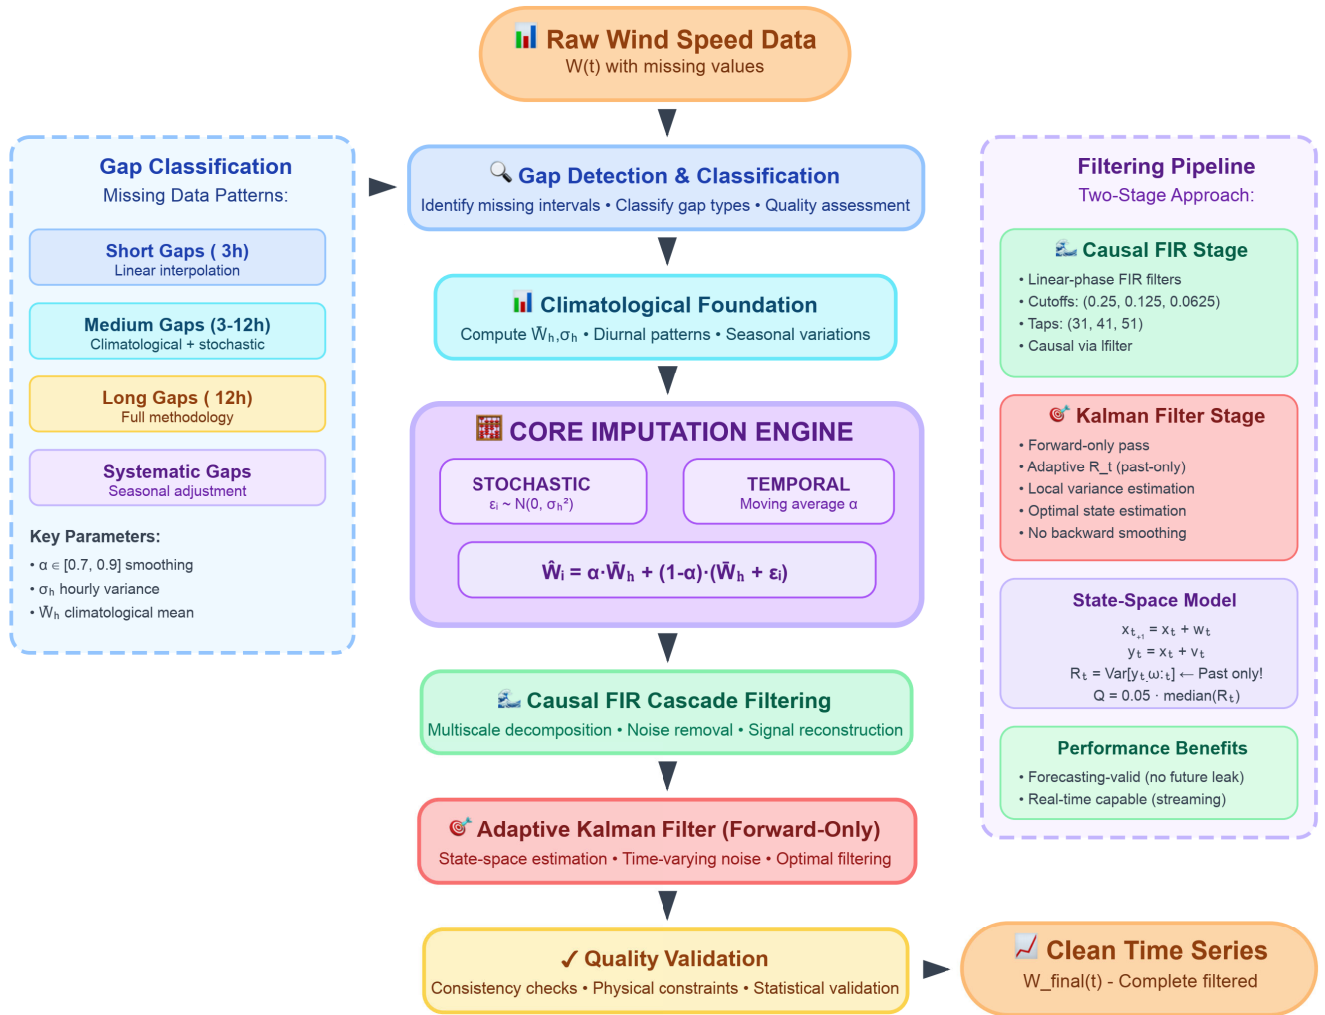 Raw Wind Speed Data
W(t) with missing values
Gap Classification
Missing Data Patterns:
Short Gaps ( 3h)
Linear interpolation
Medium Gaps (3-12h)
Climatological + stochastic
Long Gaps ( 12h)
Full methodology
Systematic Gaps
Seasonal adjustment
Key Parameters:
• α ∈ [0.7, 0.9] smoothing
• σₕ hourly variance
• W̄ₕ climatological mean
Gap Detection & Classification
Identify missing intervals • Classify gap types • Quality assessment
Climatological Foundation
Compute W̄ₕ,σₕ • Diurnal patterns • Seasonal variations
CORE IMPUTATION ENGINE
STOCHASTIC
εᵢ ~ N(0, σₕ²)
TEMPORAL
Moving average α
Ŵᵢ = α·W̄ₕ + (1-α)·(W̄ₕ + εᵢ)
Causal FIR Cascade Filtering
Multiscale decomposition • Noise removal • Signal reconstruction
Adaptive Kalman Filter (Forward-Only)
State-space estimation • Time-varying noise • Optimal filtering
✓ Quality Validation
Consistency checks • Physical constraints • Statistical validation
Filtering Pipeline
Two-Stage Approach:
Causal FIR Stage
• Linear-phase FIR filters
• Cutoffs: (0.25, 0.125, 0.0625)
• Taps: (31, 41, 51)
• Causal via lfilter
Kalman Filter Stage
• Forward-only pass
• Adaptive R_t (past-only)
• Local variance estimation
• Optimal state estimation
• No backward smoothing
State-Space Model
xₜ₊₁ = xₜ + wₜ
yₜ = xₜ + vₜ
Rₜ = Var[yₜ₋ω:ₜ] ← Past only!
Q = 0.05 · median(Rₜ)
Performance Benefits
• Forecasting-valid (no future leak)
• Real-time capable (streaming)
Clean Time Series
W_final(t) - Complete filtered